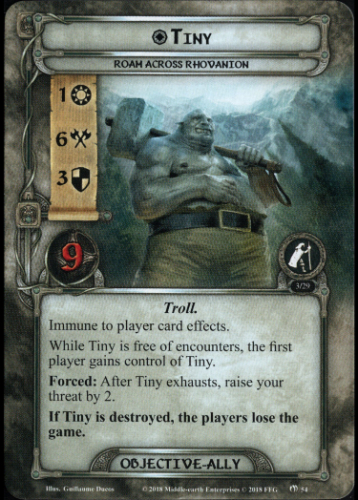 Tiny
Roam Across Rhovanion
1
6
3
9
3/29
Troll.
Immune to player card effects.
While Tiny is free of encounters, the first
player gains control of Tiny.
Forced: After Tiny exhausts, raise your
threat by 2.
If Tiny is destroyed, the players lose the
game.
Objective-Ally
Illus. Guillaume Ducos
©2018 Middle-earth Enterprises ©2018 FFG
54